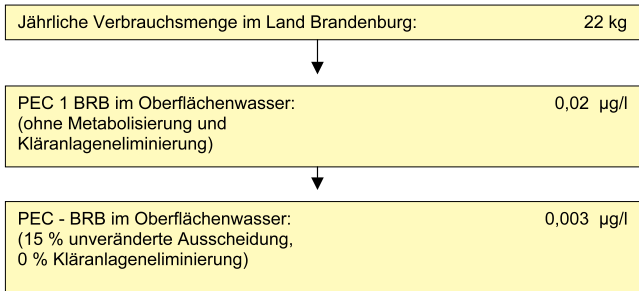 Jährliche Verbrauchsmenge im Land Brandenburg: 22 kg
PEC 1 BRB im Oberflächenwasser: 0,02 µg/l
(ohne Metabolisierung und
Kläranlageneliminierung)
PEC - BRB im Oberflächenwasser: 0,003 µg/l
(15 % unveränderte Ausscheidung,
0 % Kläranlageneliminierung)